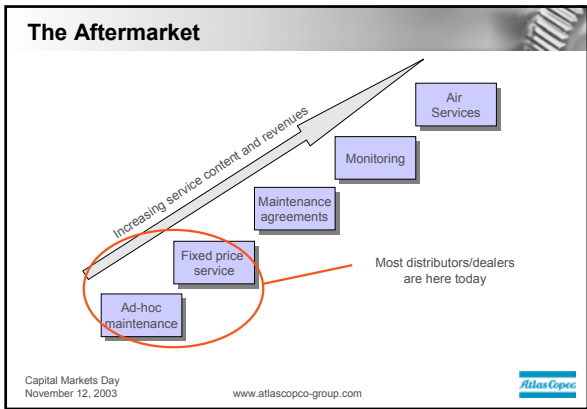 The Aftermarket
Increasing service content and revenues
Air
Services
Monitoring
Maintenance
agreements
Fixed price
service
Ad-hoc
maintenance
Most distributors/dealers
are here today
Capital Markets Day
November 12, 2003
www.atlascopco-group.com
Atlas Copco